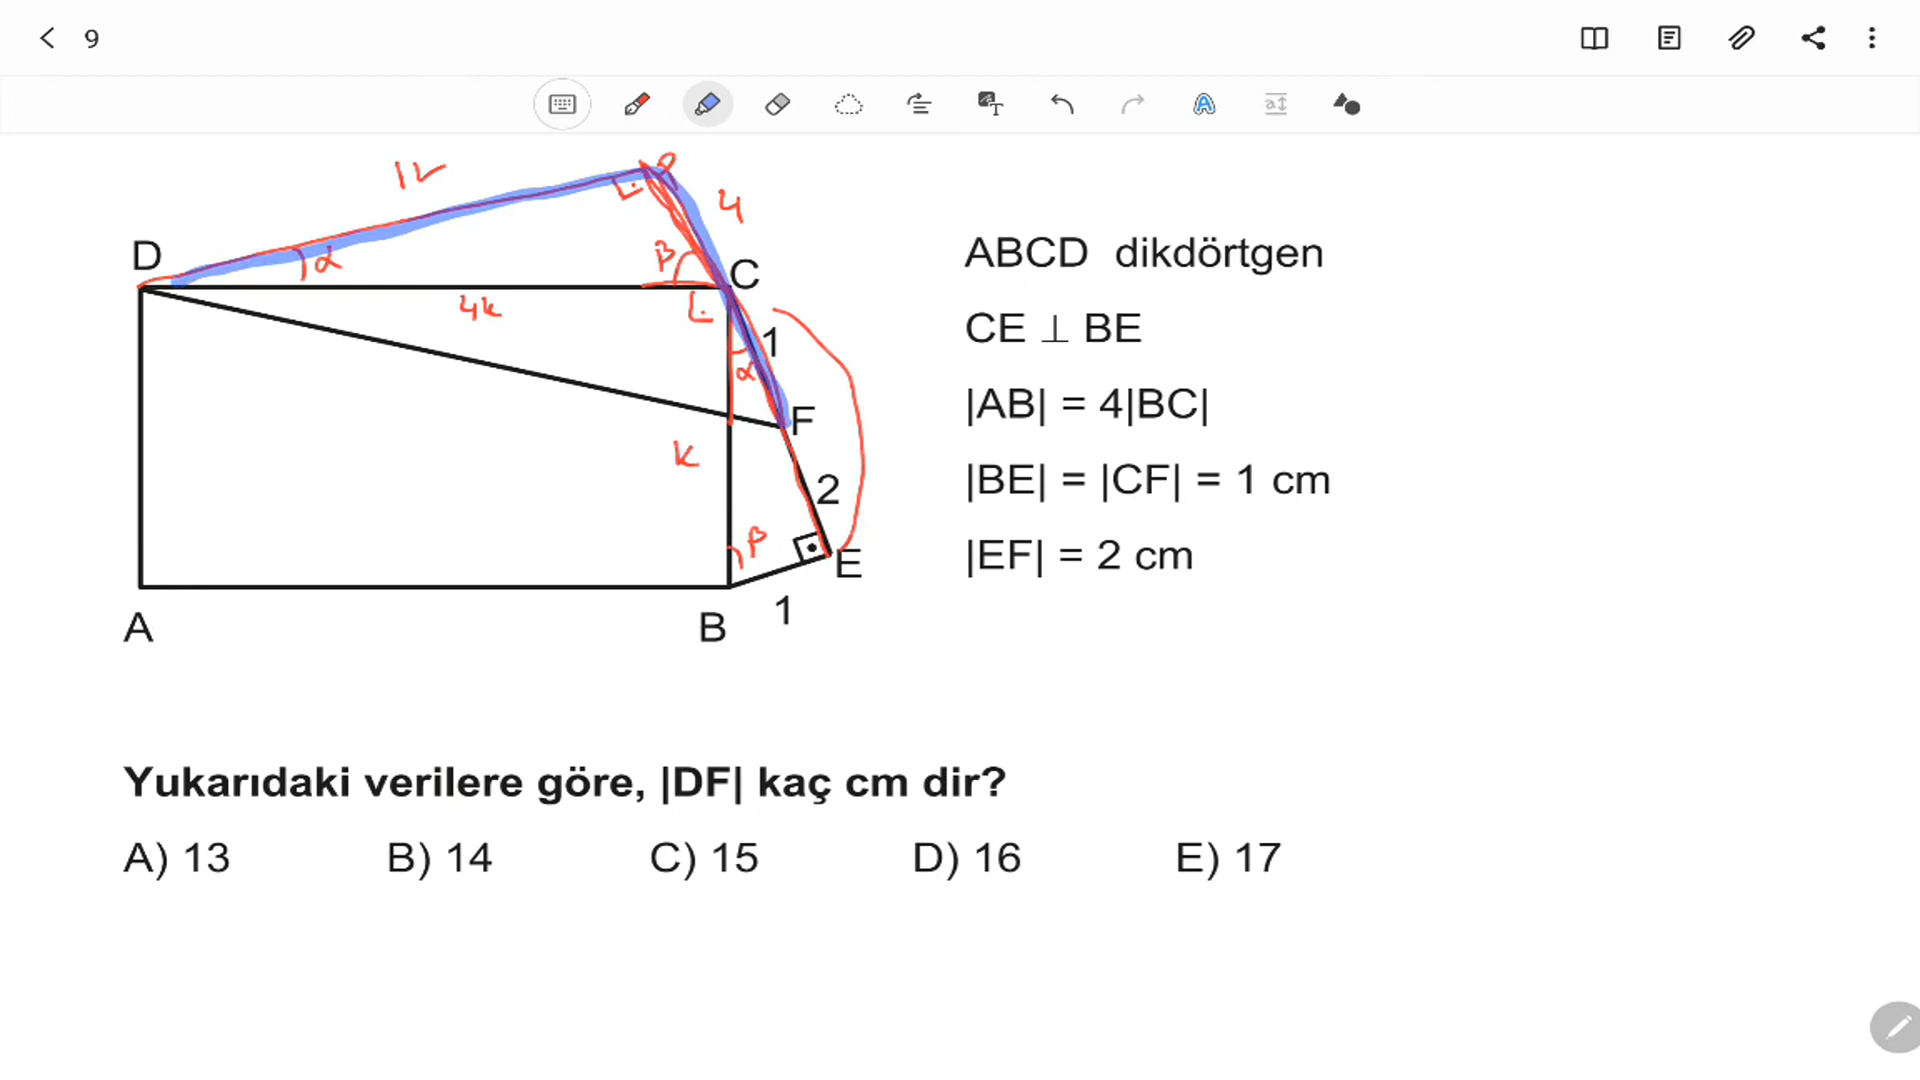 9
12
P
4
D
α
β
C
4k
1
α
F
k
2
β
E
1
A
B
ABCD dikdörtgen
CE ⊥ BE
|AB| = 4|BC|
|BE| = |CF| = 1 cm
|EF| = 2 cm
Yukarıdaki verilere göre, |DF| kaç cm dir?
A) 13 B) 14 C) 15 D) 16 E) 17